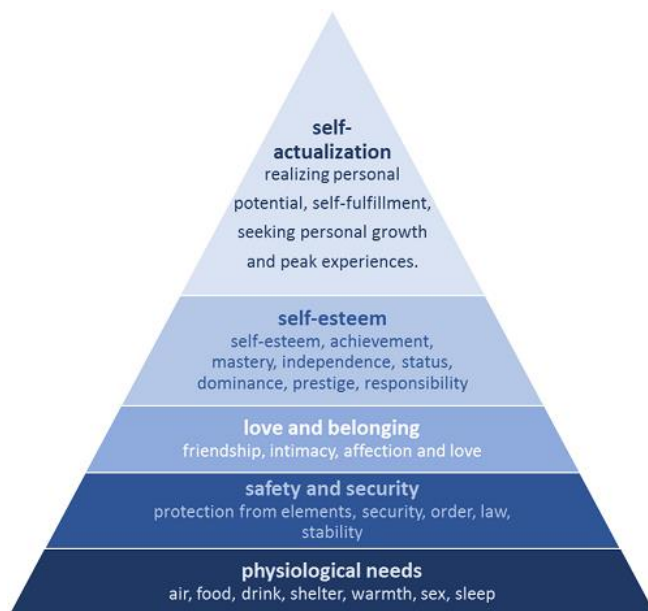 self-
actualization
realizing personal
potential, self-fulfillment,
seeking personal growth
and peak experiences.
self-esteem
self-esteem, achievement,
mastery, independence, status,
dominance, prestige, responsibility
love and belonging
friendship, intimacy, affection and love
safety and security
protection from elements, security, order, law,
stability
physiological needs
air, food, drink, shelter, warmth, sex, sleep